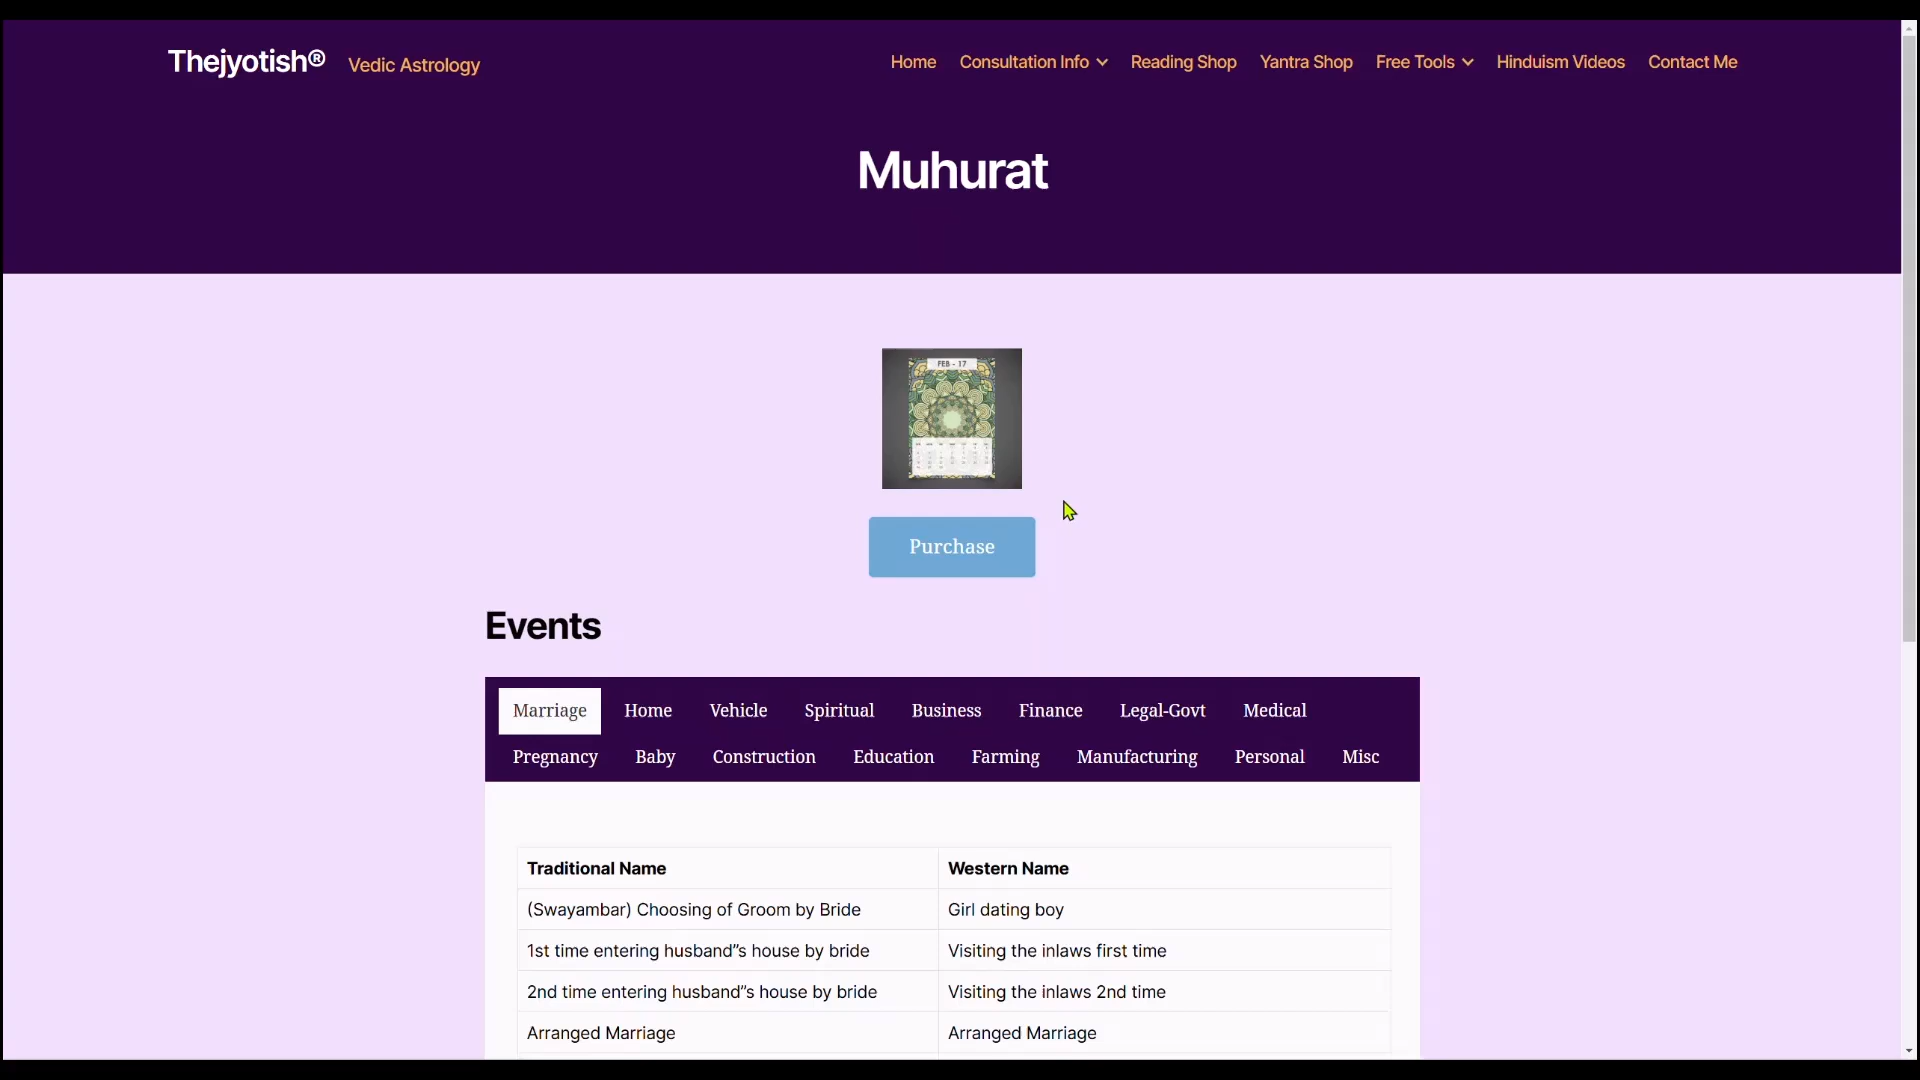 Thejyotish® Vedic Astrology Home Consultation Info Reading Shop Yantra Shop Free Tools Hinduism Videos Contact Me
Muhurat
FEB - 17
Purchase
Events
Marriage Home Vehicle Spiritual Business Finance Legal-Govt Medical
Pregnancy Baby Construction Education Farming Manufacturing Personal Misc
Traditional Name Western Name
(Swayambar) Choosing of Groom by Bride Girl dating boy
1st time entering husband”s house by bride Visiting the inlaws first time
2nd time entering husband”s house by bride Visiting the inlaws 2nd time
Arranged Marriage Arranged Marriage